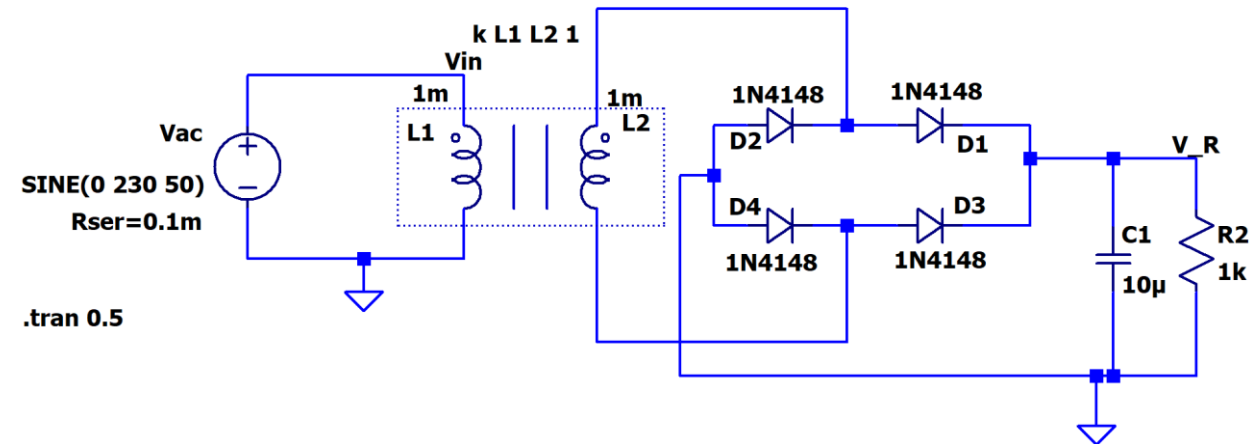 k L1 L2 1
Vin
1m
1m
L1
L2
Vac
SINE(0 230 50)
Rser=0.1m
.tran 0.5
1N4148
1N4148
D2
D1
D4
D3
1N4148
1N4148
V_R
C1
10µ
R2
1k